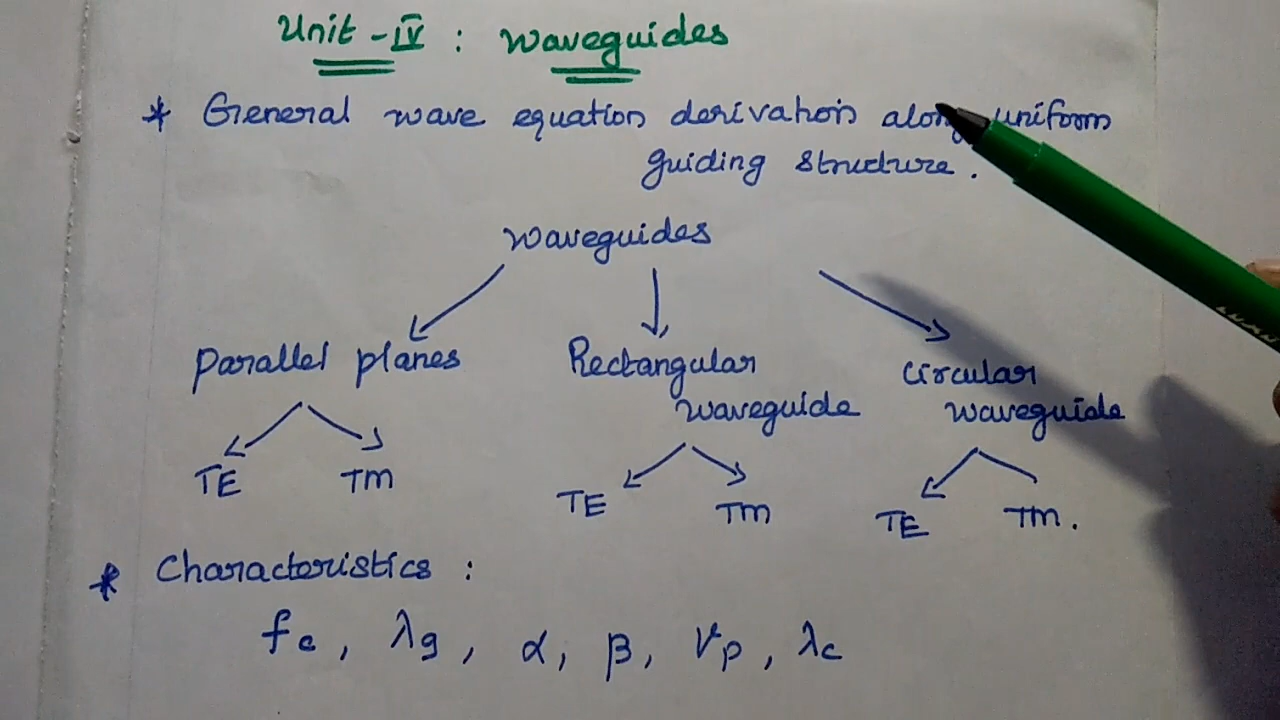 Unit-IV : Waveguides
* General wave equation derivation along uniform
guiding structure.
Waveguides
Parallel planes
Rectangular
waveguide
Circular
waveguide
TE TM
TE TM
TE TM.
* Characteristics :
fc, λg, α, β, Vp, λc